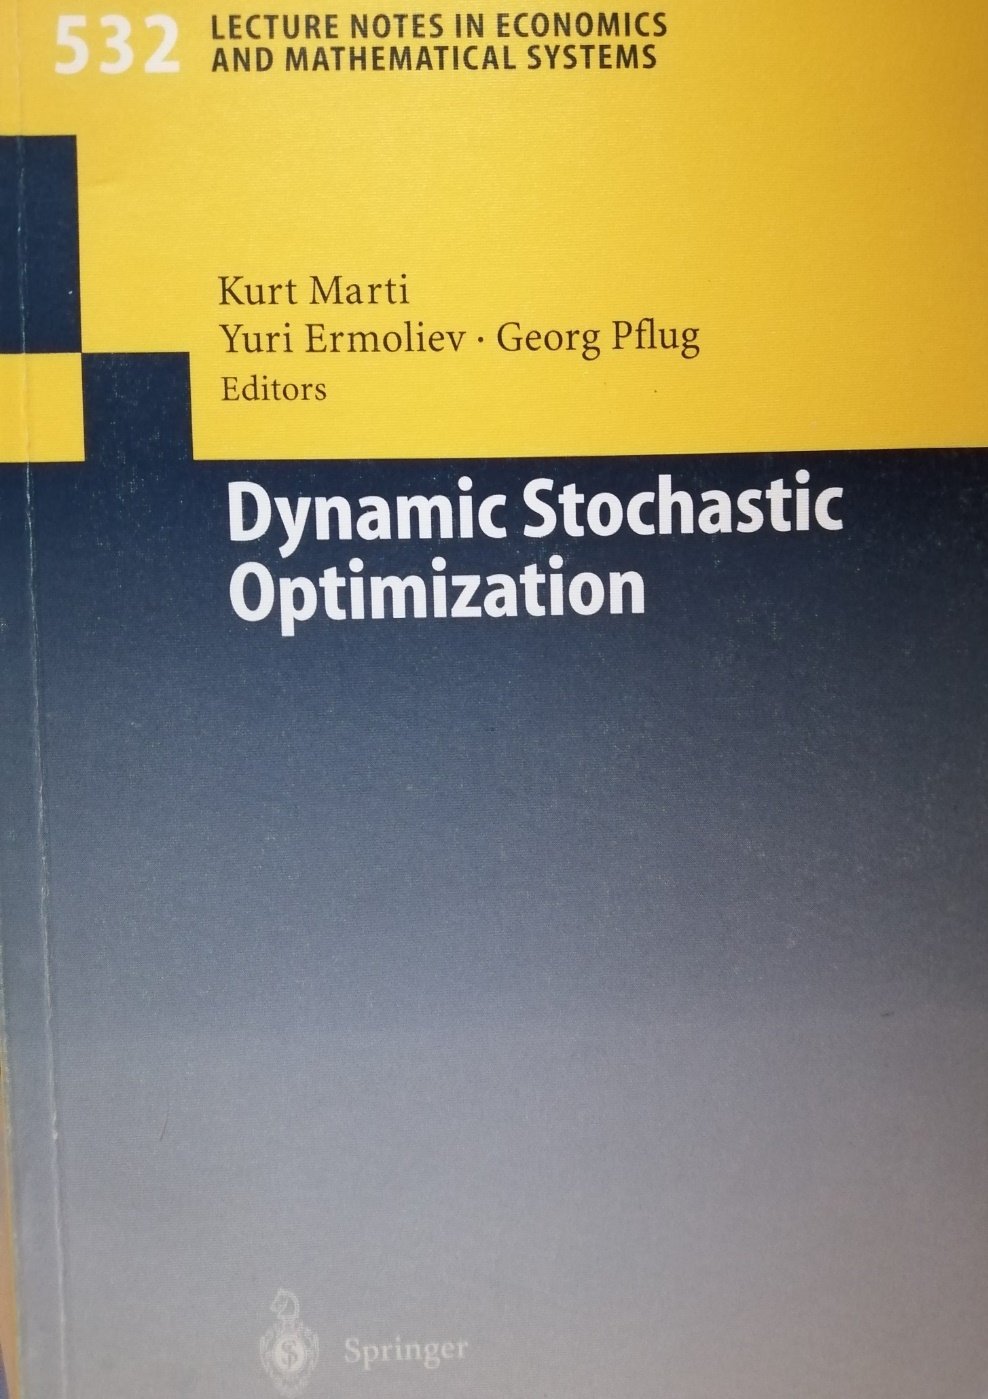 532 LECTURE NOTES IN ECONOMICS
AND MATHEMATICAL SYSTEMS
Kurt Marti
Yuri Ermoliev · Georg Pflug
Editors
Dynamic Stochastic
Optimization
Springer